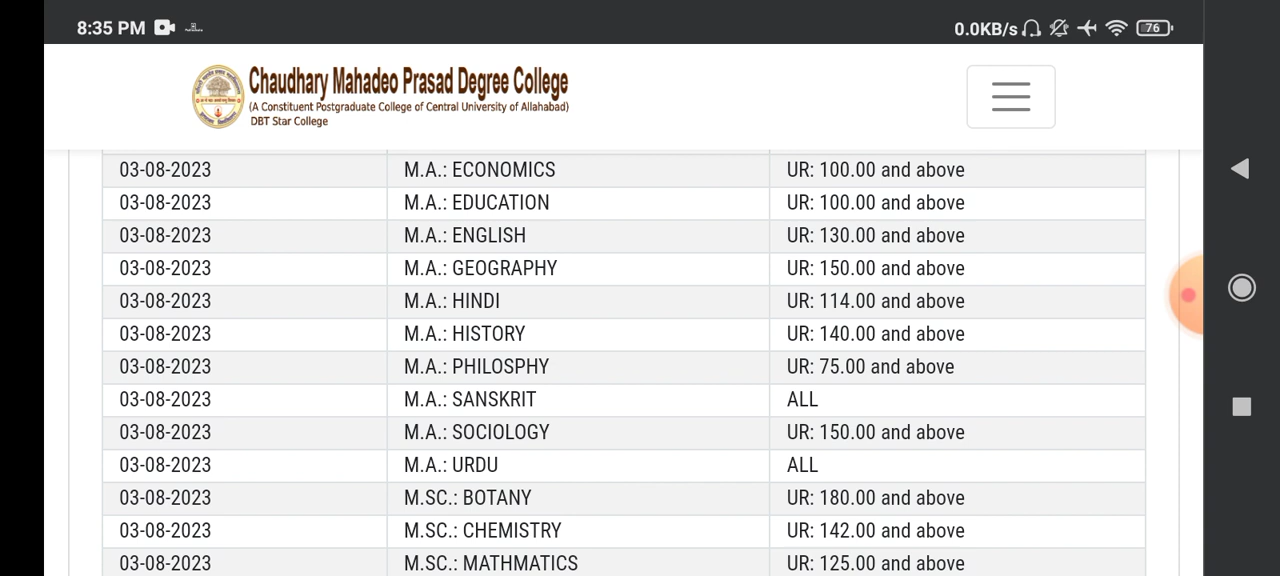 8:35 PM
0.0KB/s 76
Chaudhary Mahadeo Prasad Degree College
(A Constituent Postgraduate College of Central University of Allahabad)
DBT Star College
03-08-2023 M.A.: ECONOMICS UR: 100.00 and above
03-08-2023 M.A.: EDUCATION UR: 100.00 and above
03-08-2023 M.A.: ENGLISH UR: 130.00 and above
03-08-2023 M.A.: GEOGRAPHY UR: 150.00 and above
03-08-2023 M.A.: HINDI UR: 114.00 and above
03-08-2023 M.A.: HISTORY UR: 140.00 and above
03-08-2023 M.A.: PHILOSPHY UR: 75.00 and above
03-08-2023 M.A.: SANSKRIT ALL
03-08-2023 M.A.: SOCIOLOGY UR: 150.00 and above
03-08-2023 M.A.: URDU ALL
03-08-2023 M.SC.: BOTANY UR: 180.00 and above
03-08-2023 M.SC.: CHEMISTRY UR: 142.00 and above
03-08-2023 M.SC.: MATHMATICS UR: 125.00 and above